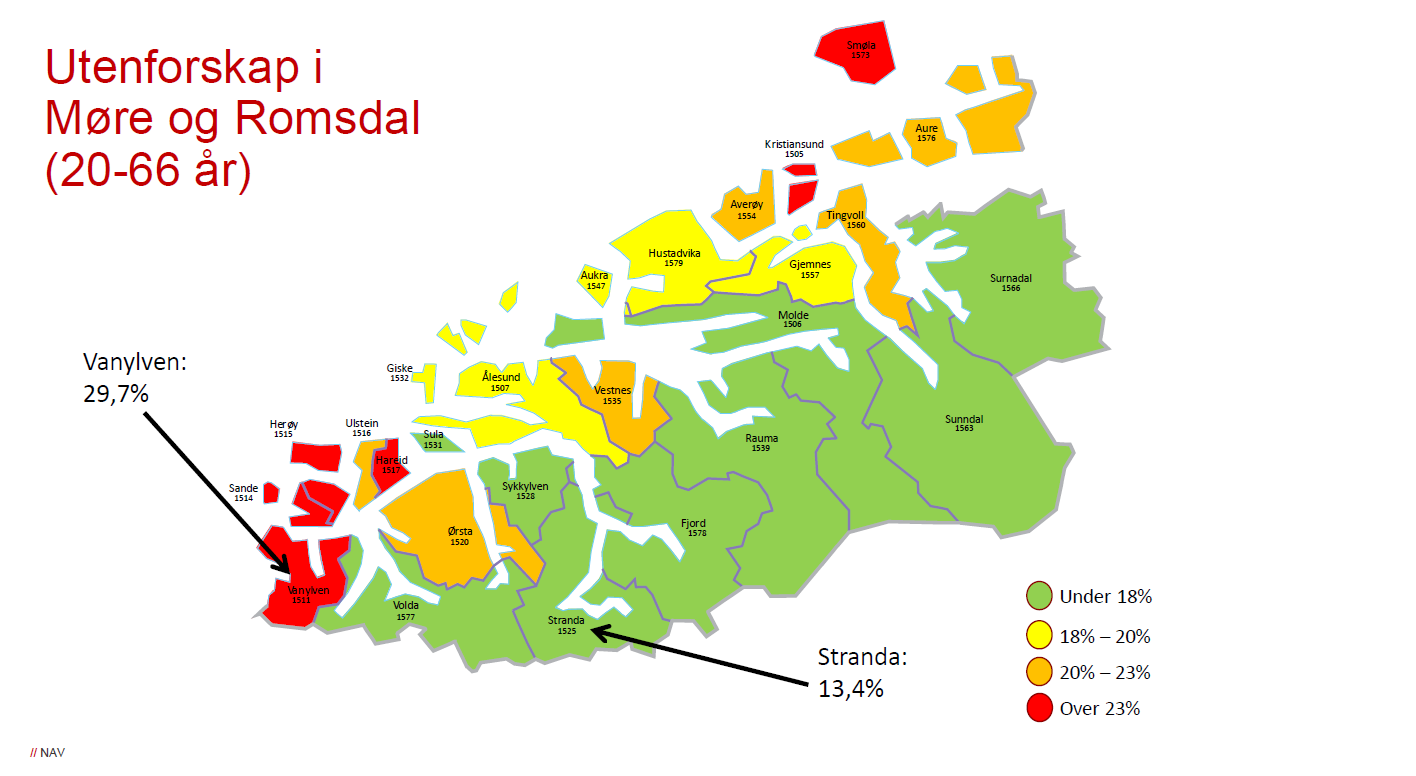 Utenforskap i
Møre og Romsdal
(20-66 år)
Smøla
1573
Aure
1576
Kristiansund
1505
Averøy
1554
Tingvoll
1560
Hustadvika
1579
Gjemnes
1557
Aukra
1547
Surnadal
1566
Molde
1506
Vanylven:
29,7%
Giske
1532
Ålesund
1507
Vestnes
1535
Sunndal
1563
Herøy
1515
Ulstein
1516
Sula
1531
Rauma
1539
Hareid
1517
Sande
1514
Sykkylven
1528
Fjord
1578
Ørsta
1520
Vanylven
1511
Volda
1577
Stranda
1525
Stranda:
13,4%
Under 18%
18% – 20%
20% – 23%
Over 23%
// NAV